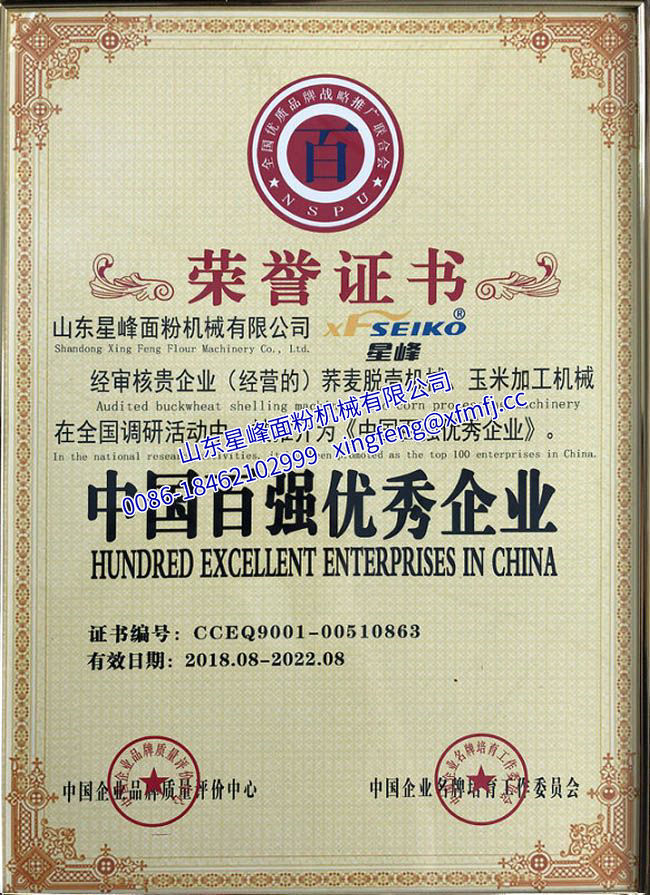 全国优质品牌战略推广联合会
百
★ NSPU ★
荣誉证书
山东星峰面粉机械有限公司
XFSEIKO®
星峰
Shandong Xing Feng Flour Machinery Co., Ltd.
经审核贵企业（经营的）荞麦脱壳机械、玉米加工机械
Audited buckwheat shelling corn machinery
在全国调研活动中 为《中国百强优秀企业》。
In the national as the top 100 enterprises in China.
山东星峰面粉机械有限公司
0086-18462102999 xingfeng@xfmfj.cc
中国百强优秀企业
HUNDRED EXCELLENT ENTERPRISES IN CHINA
证书编号：CCEQ9001-00510863
有效日期：2018.08-2022.08
中国企业品牌质量评价中心
中国企业名牌培育工作委员会